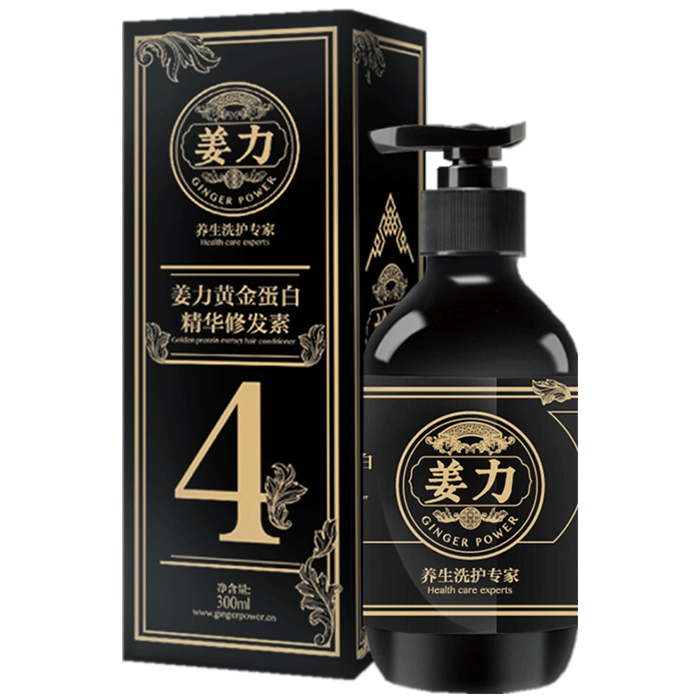 姜力
GINGER POWER
养生洗护专家
Health care experts
姜力黄金蛋白
精华修发素
Golden protein extract hair conditioner
4
净含量:
300ml
www.gingerpower.cn
姜力
GINGER POWER
养生洗护专家
Health care experts
白